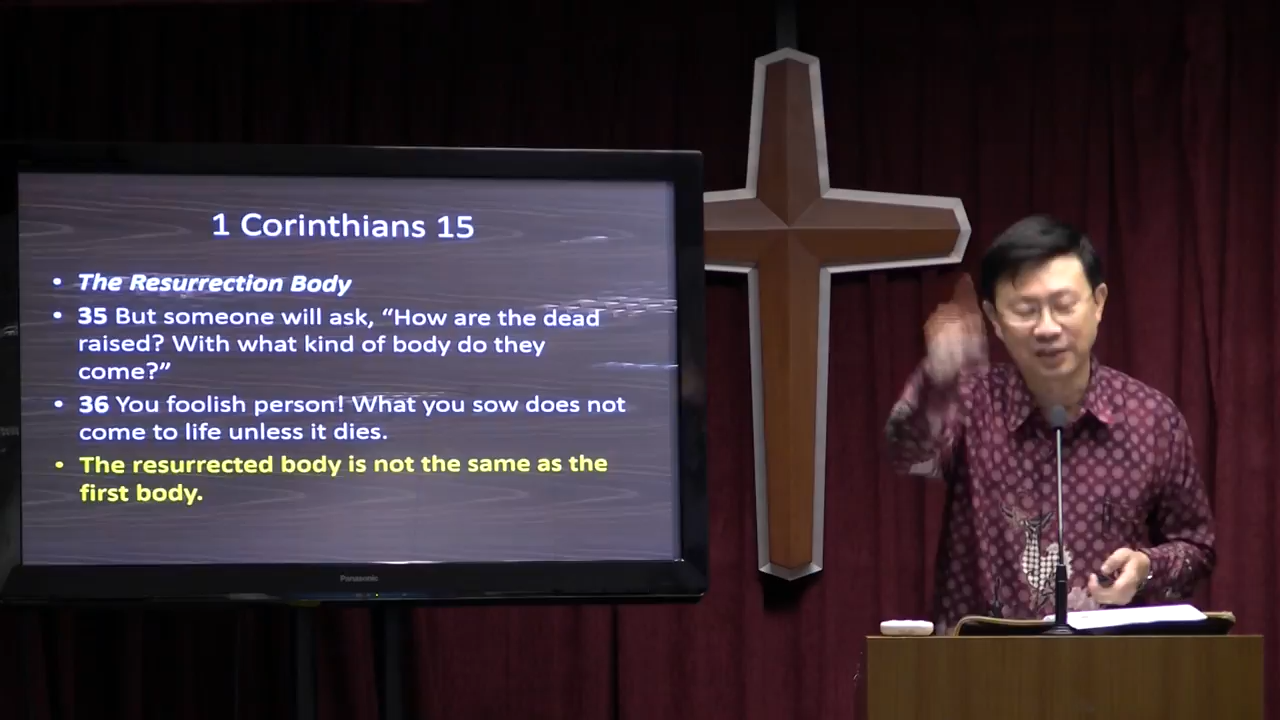 1 Corinthians 15
• The Resurrection Body
• 35 But someone will ask, “How are the dead
raised? With what kind of body do they
come?”
• 36 You foolish person! What you sow does not
come to life unless it dies.
• The resurrected body is not the same as the
first body.
Panasonic